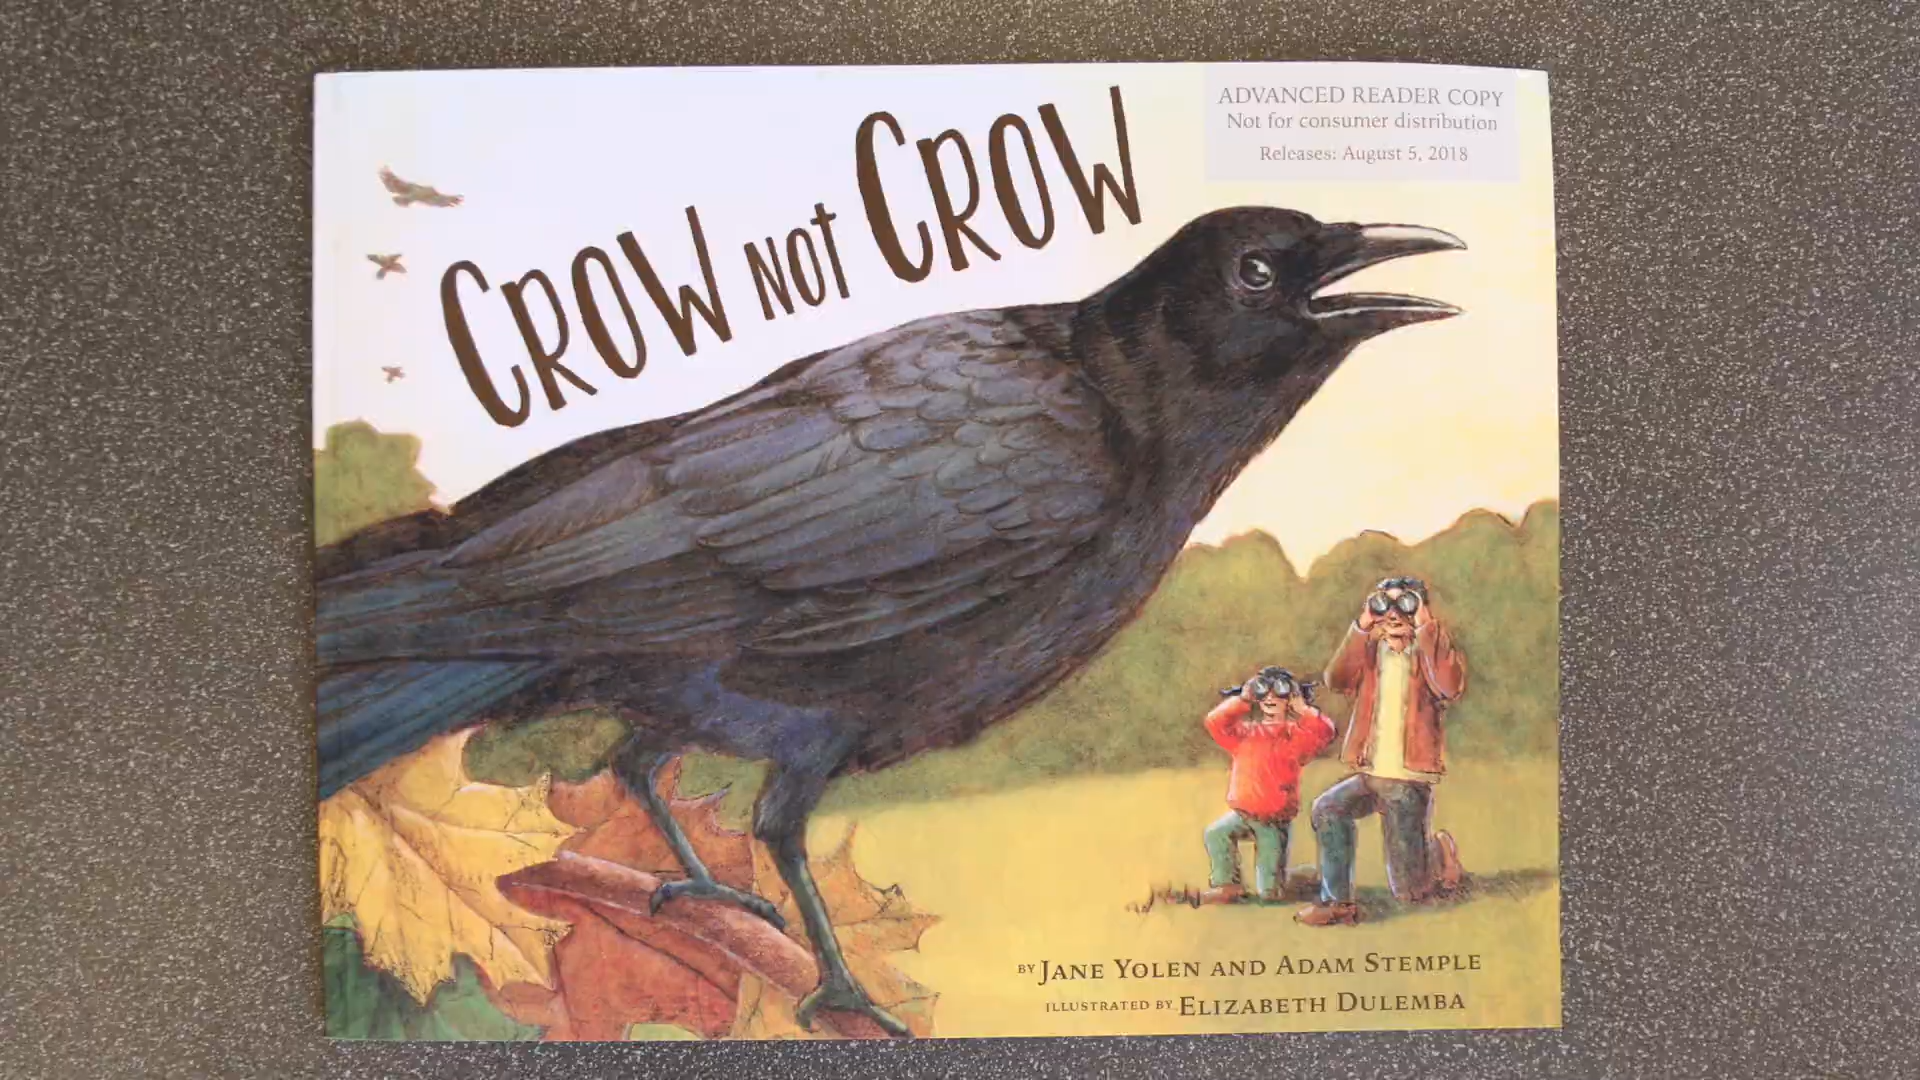 ADVANCED READER COPY
Not for consumer distribution
Releases: August 5, 2018
CROW NOT CROW
BY JANE YOLEN AND ADAM STEMPLE
ILLUSTRATED BY ELIZABETH DULEMBA